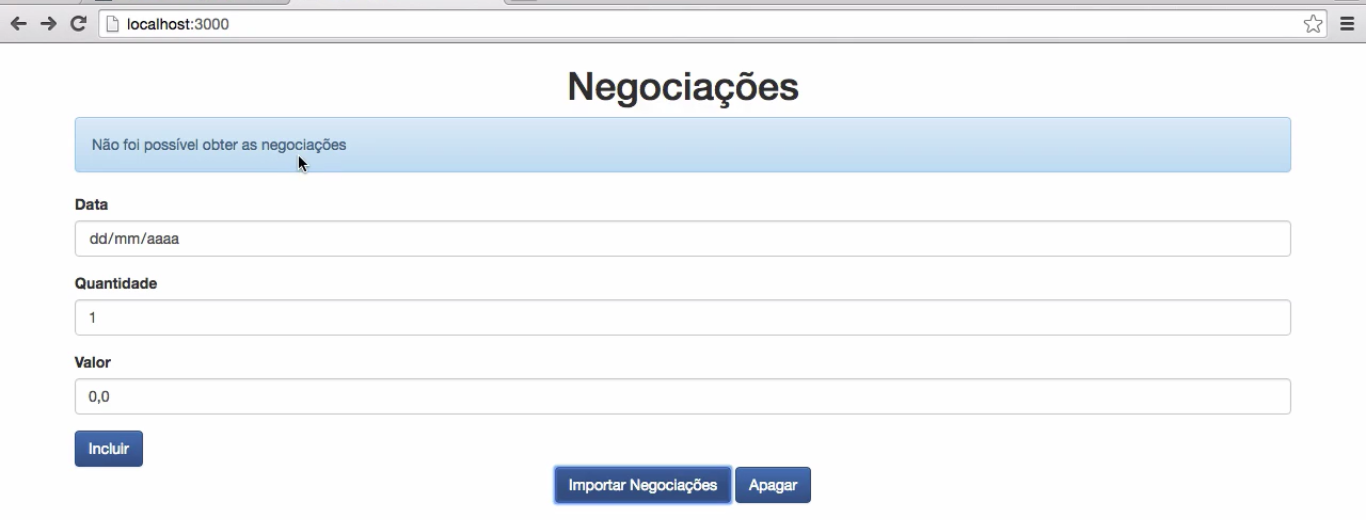 localhost:3000
Negociações
Não foi possível obter as negociações
Data
dd/mm/aaaa
Quantidade
1
Valor
0,0
Incluir
Importar Negociações Apagar